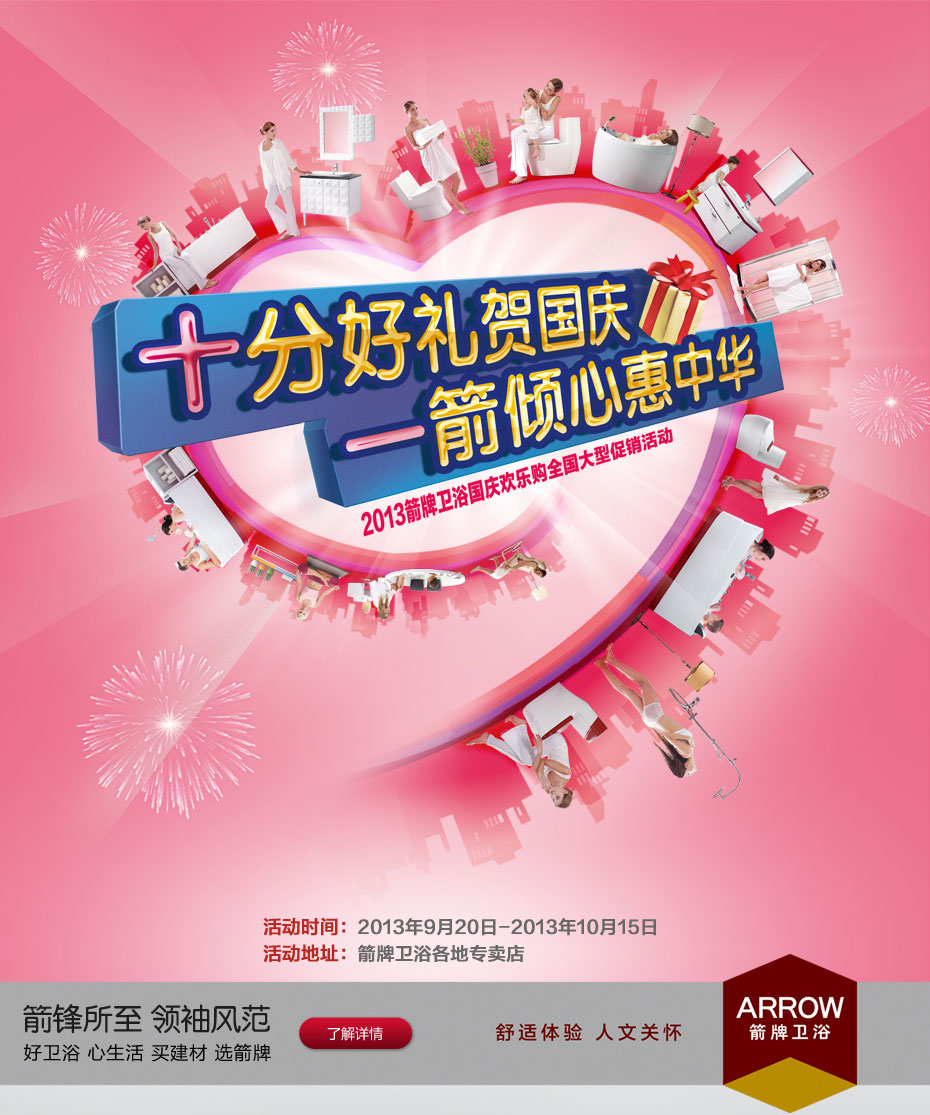 十分好礼贺国庆
一箭倾心惠中华
2013箭牌卫浴国庆欢乐购全国大型促销活动
活动时间：2013年9月20日-2013年10月15日
活动地址：箭牌卫浴各地专卖店
箭锋所至 领袖风范
好卫浴 心生活 买建材 选箭牌
了解详情
舒适体验 人文关怀
ARROW
箭牌卫浴